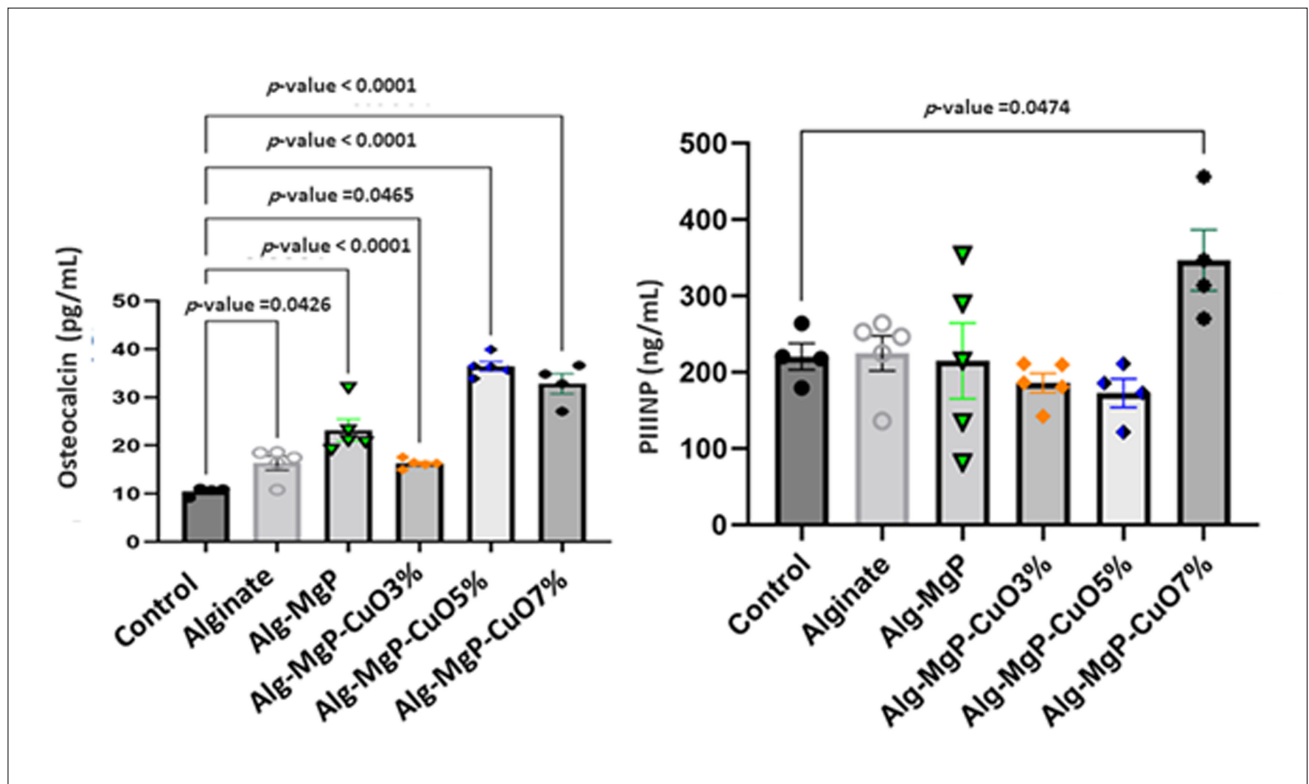 p-value < 0.0001
p-value < 0.0001
p-value =0.0465
p-value < 0.0001
p-value =0.0426
Osteocalcin (pg/mL)
50
40
30
20
10
0
Control
Alginate
Alg-MgP
Alg-MgP-CuO3%
Alg-MgP-CuO5%
Alg-MgP-CuO7%
p-value =0.0474
PIIINP (ng/mL)
500
400
300
200
100
0
Control
Alginate
Alg-MgP
Alg-MgP-CuO3%
Alg-MgP-CuO5%
Alg-MgP-CuO7%